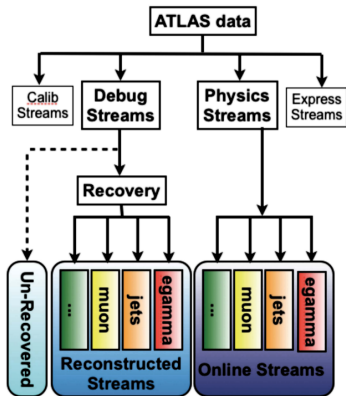 ATLAS data
Calib
Streams
Debug
Streams
Physics
Streams
Express
Streams
Recovery
Un-Recovered
...
muon
jets
egamma
Reconstructed
Streams
...
muon
jets
egamma
Online Streams